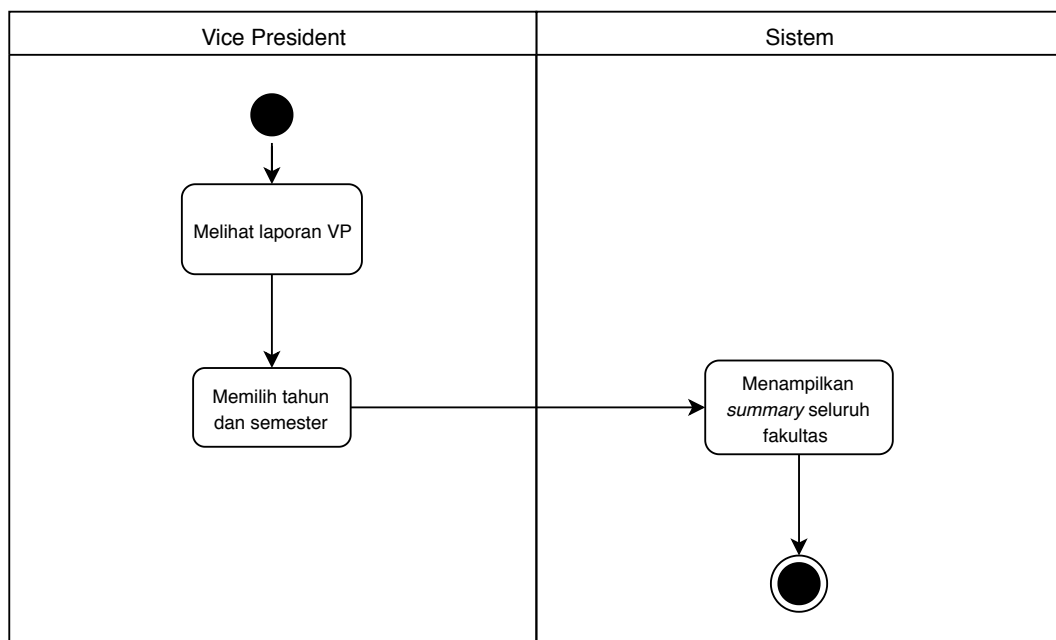 Vice President
Sistem
Melihat laporan VP
Memilih tahun
dan semester
Menampilkan
summary seluruh
fakultas